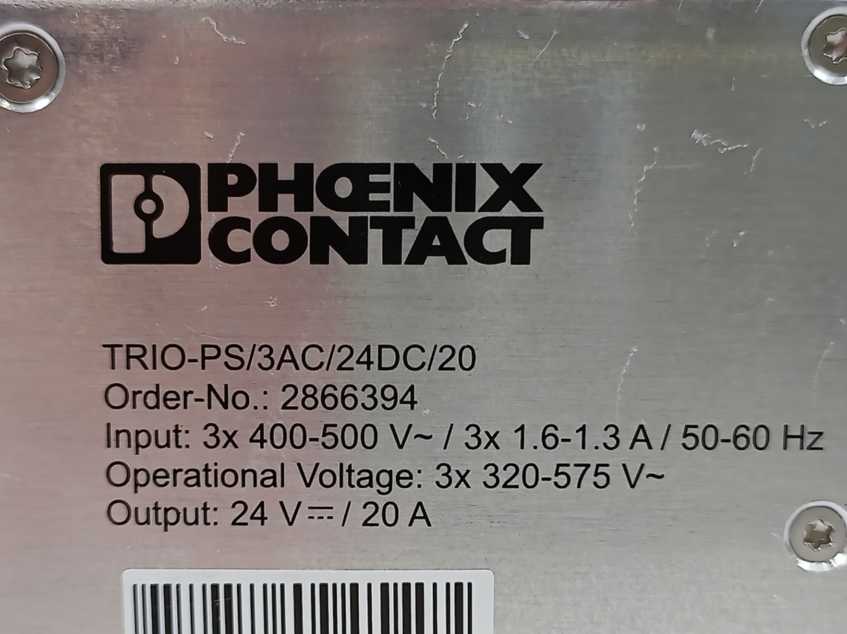 PHŒNIX
CONTACT
TRIO-PS/3AC/24DC/20
Order-No.: 2866394
Input: 3x 400-500 V~ / 3x 1.6-1.3 A / 50-60 Hz
Operational Voltage: 3x 320-575 V~
Output: 24 V⎓ / 20 A